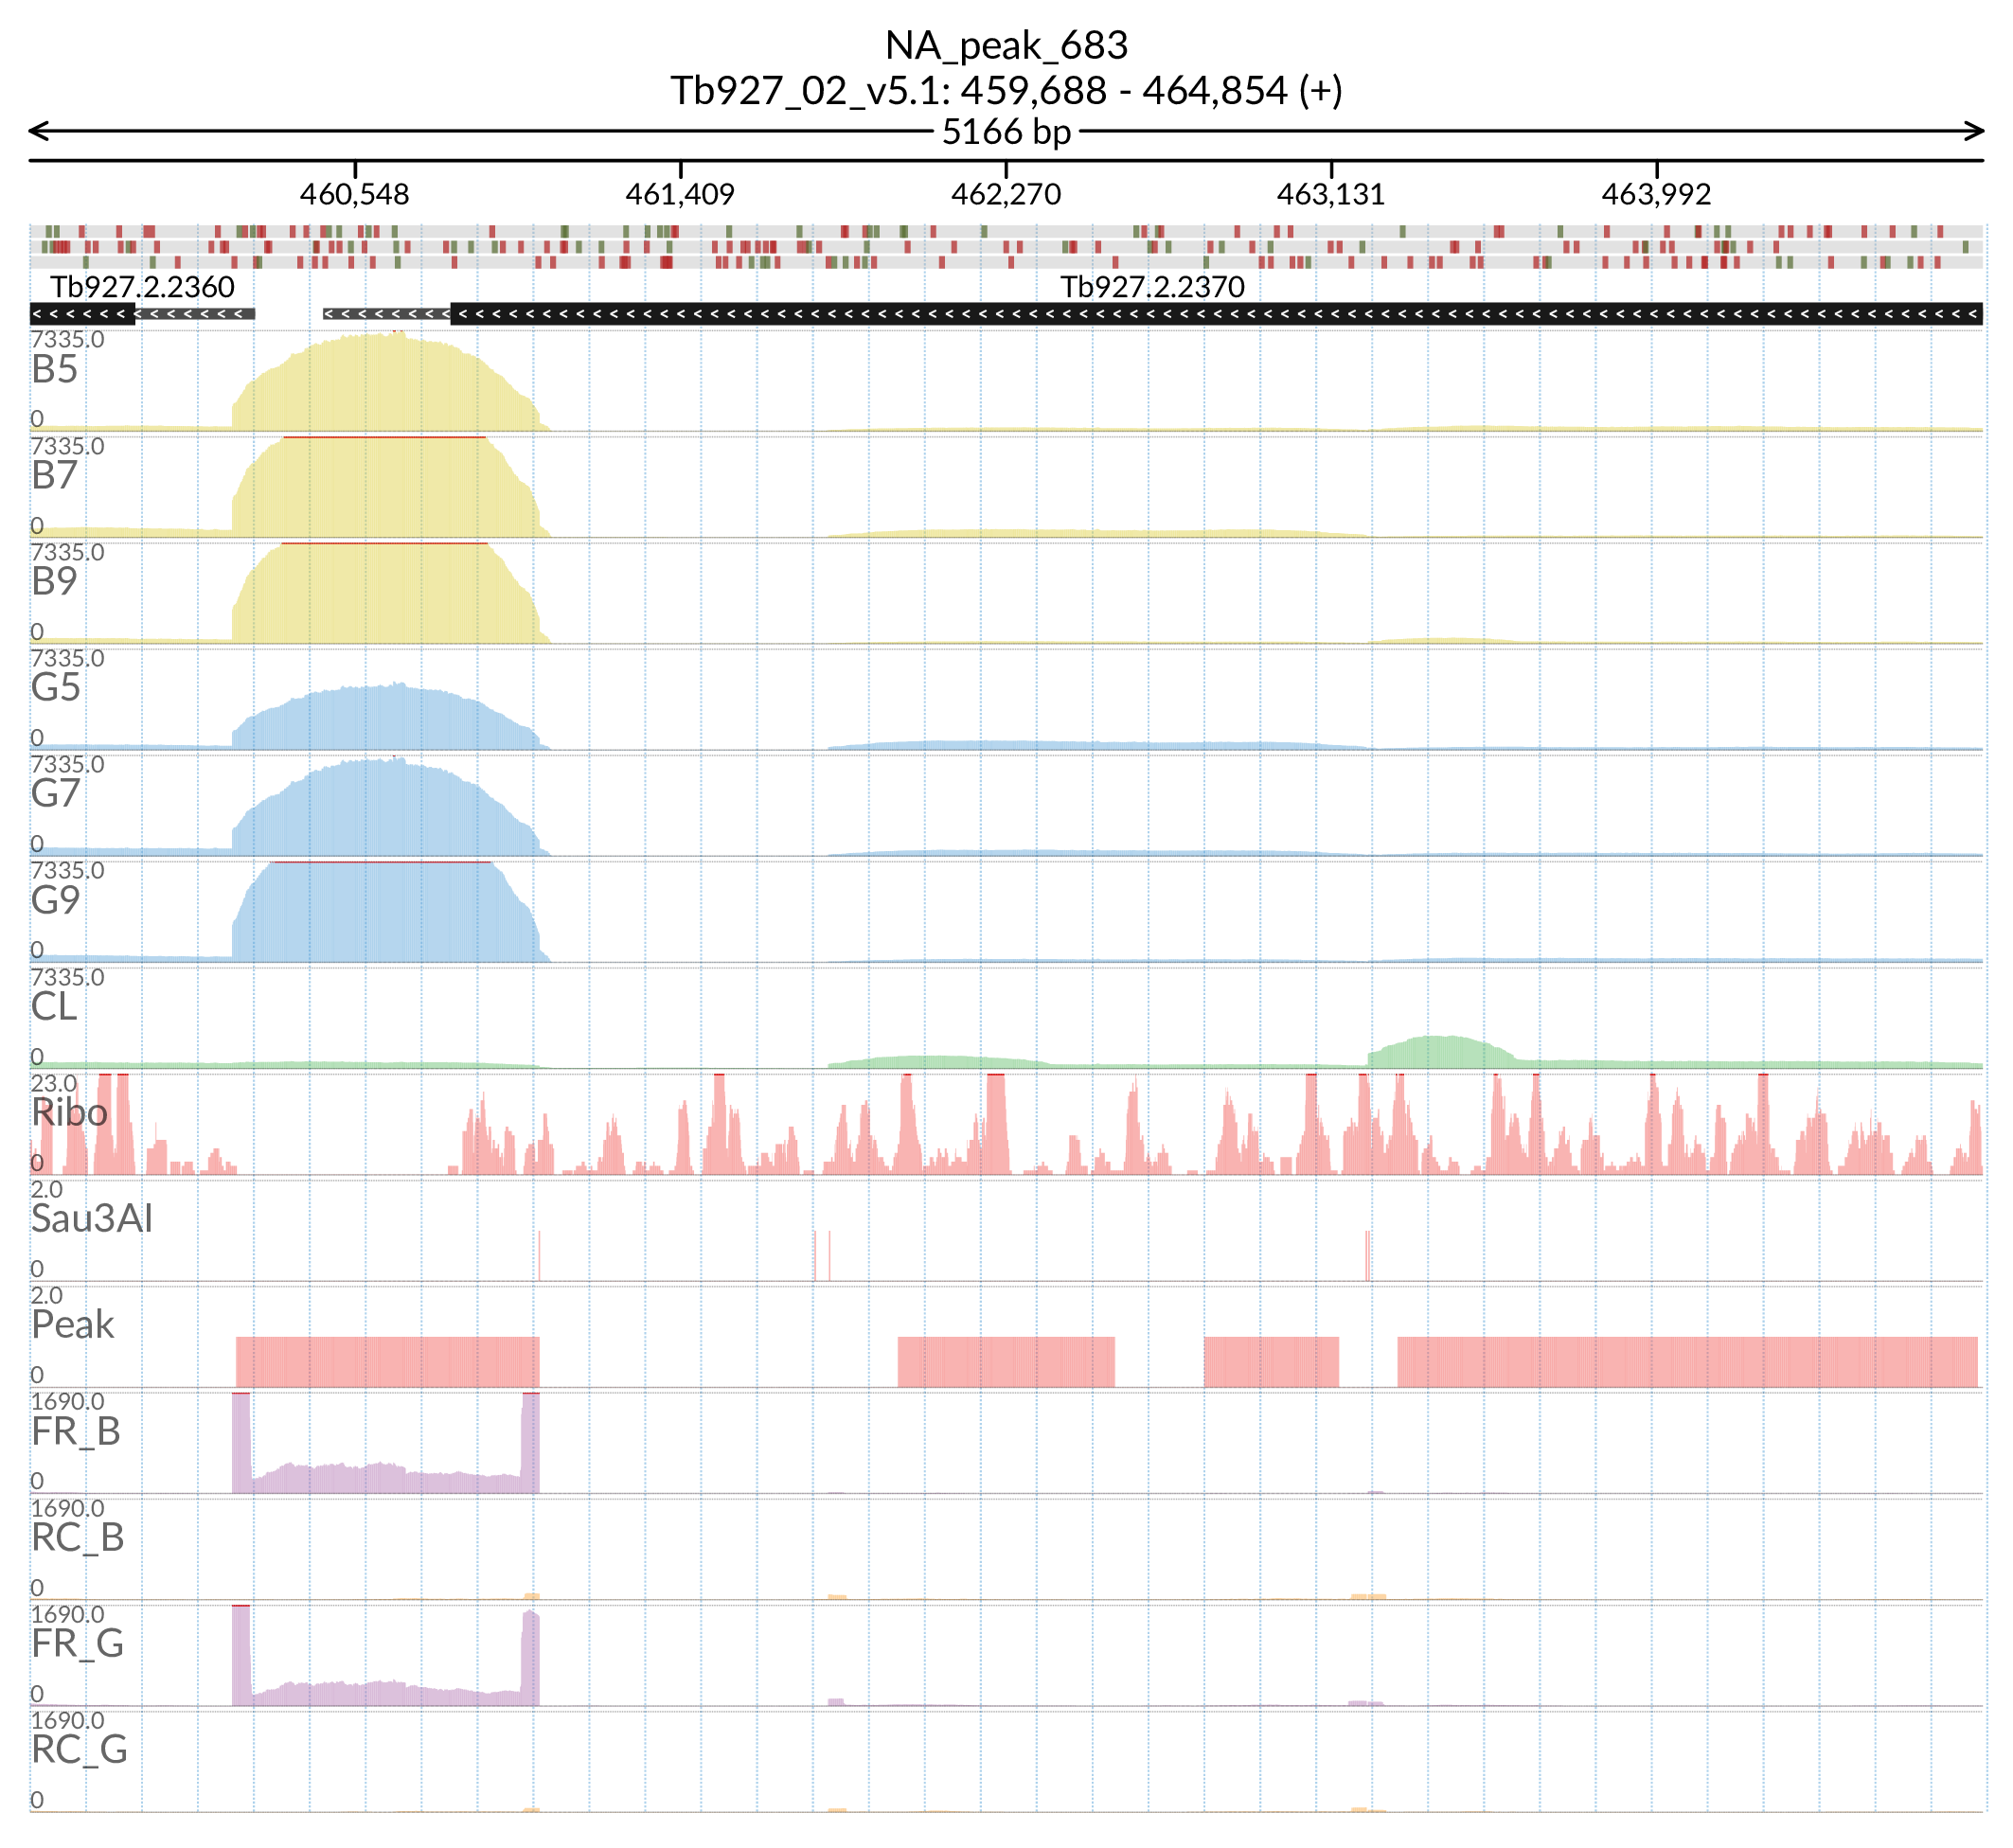 NA_peak_683
Tb927_02_v5.1: 459,688 - 464,854 (+)
5166 bp
460,548 461,409 462,270 463,131 463,992
Tb927.2.2360 Tb927.2.2370
7335.0
B5
0
7335.0
B7
0
7335.0
B9
0
7335.0
G5
0
7335.0
G7
0
7335.0
G9
0
7335.0
CL
0
23.0
Ribo
0
2.0
Sau3AI
0
2.0
Peak
0
1690.0
FR_B
0
1690.0
RC_B
0
1690.0
FR_G
0
1690.0
RC_G
0